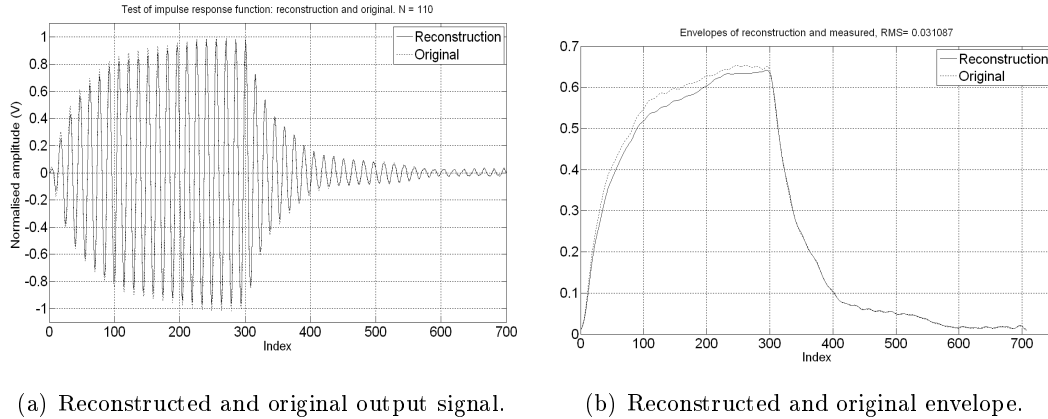 Test of impulse response function: reconstruction and original. N = 110
Normalised amplitude (V)
1
0.8
0.6
0.4
0.2
0
-0.2
-0.4
-0.6
-0.8
-1
Reconstruction
Original
0 100 200 300 400 500 600 700
Index
(a) Reconstructed and original output signal.
Envelopes of reconstruction and measured, RMS= 0.031087
0.7
0.6
0.5
0.4
0.3
0.2
0.1
0
Reconstruction
Original
0 100 200 300 400 500 600 700
Index
(b) Reconstructed and original envelope.